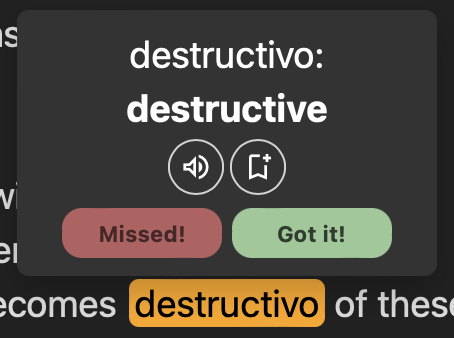 destructivo:
destructive
Missed! Got it!
ecomes destructivo of these